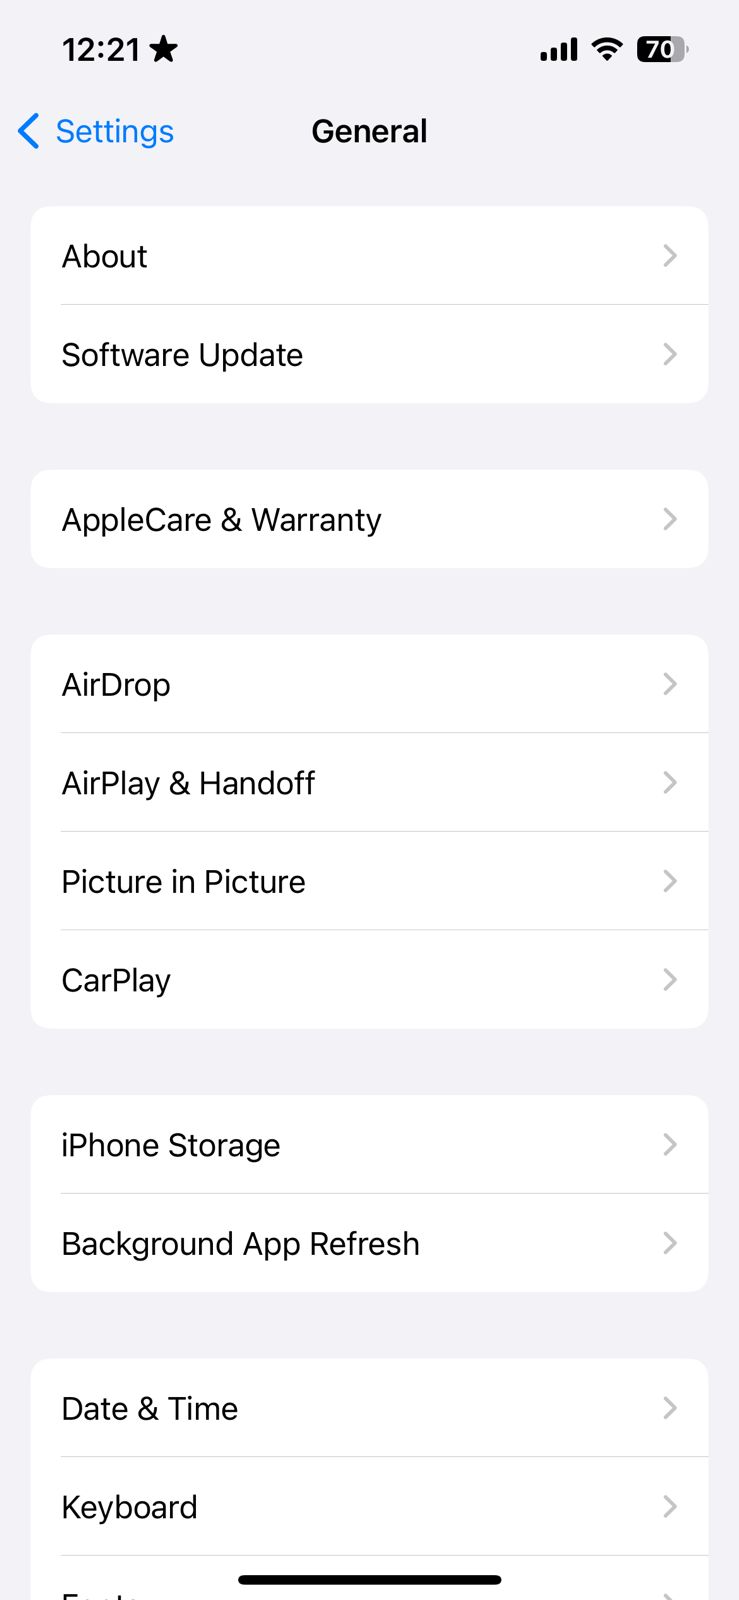 12:21 ★ 70
Settings General
About
Software Update
AppleCare & Warranty
AirDrop
AirPlay & Handoff
Picture in Picture
CarPlay
iPhone Storage
Background App Refresh
Date & Time
Keyboard